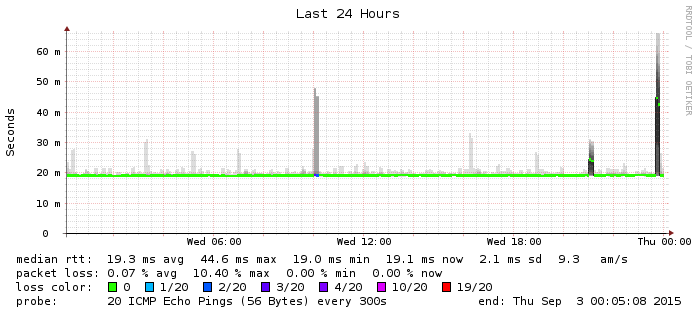 Last 24 Hours
RRDTOOL / TOBI OETIKER
Seconds
60 m
50 m
40 m
30 m
20 m
10 m
0
Wed 06:00 Wed 12:00 Wed 18:00 Thu 00:00
median rtt: 19.3 ms avg 44.6 ms max 19.0 ms min 19.1 ms now 2.1 ms sd 9.3 am/s
packet loss: 0.07 % avg 10.40 % max 0.00 % min 0.00 % now
loss color: 0 1/20 2/20 3/20 4/20 10/20 19/20
probe: 20 ICMP Echo Pings (56 Bytes) every 300s end: Thu Sep 3 00:05:08 2015